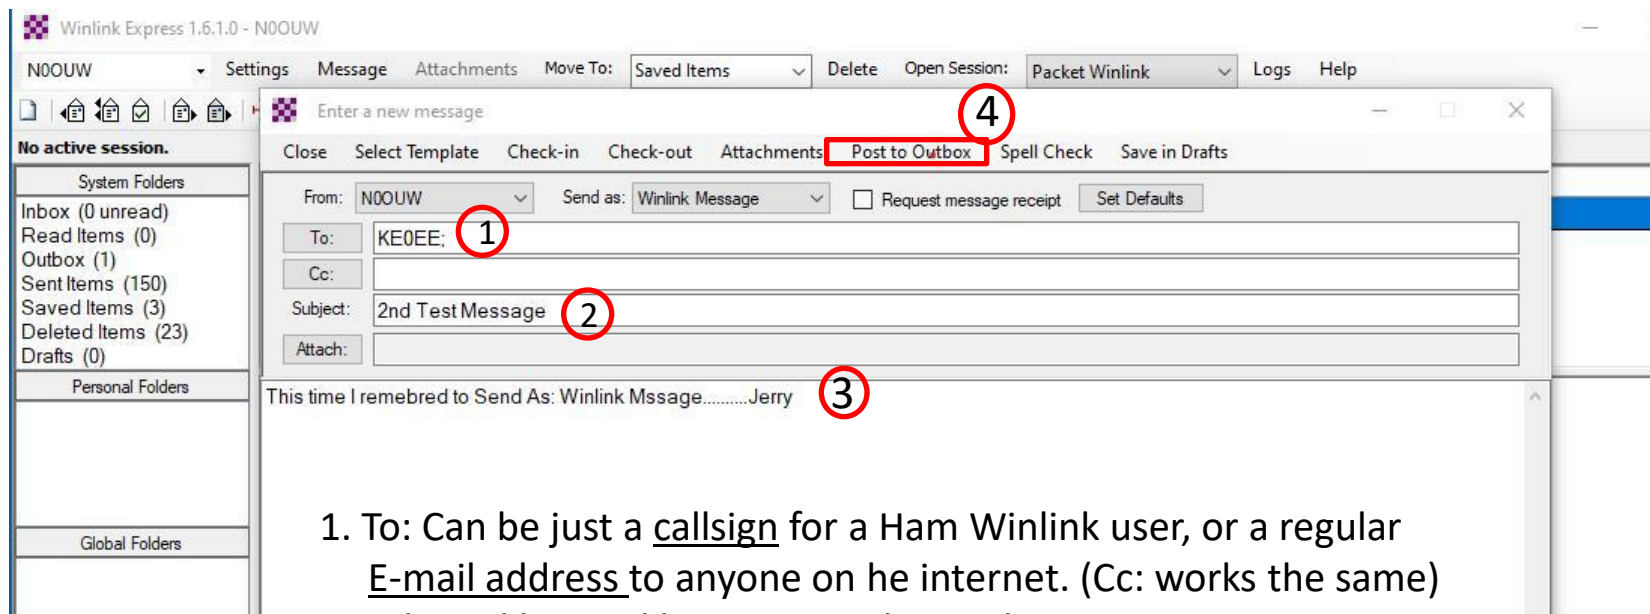 Winlink Express 1.6.1.0 - N0OUW
N0OUW Settings Message Attachments Move To: Saved Items Delete Open Session: Packet Winlink Logs Help
Enter a new message
4
No active session.
Close Select Template Check-in Check-out Attachments Post to Outbox Spell Check Save in Drafts
System Folders
Inbox (0 unread)
Read Items (0)
Outbox (1)
Sent Items (150)
Saved Items (3)
Deleted Items (23)
Drafts (0)
Personal Folders
Global Folders
From: N0OUW Send as: Winlink Message Request message receipt Set Defaults
To: KE0EE; 1
Cc:
Subject: 2nd Test Message 2
Attach:
This time I remebred to Send As: Winlink Mssage..........Jerry 3
1. To: Can be just a callsign for a Ham Winlink user, or a regular
E-mail address to anyone on he internet. (Cc: works the same)